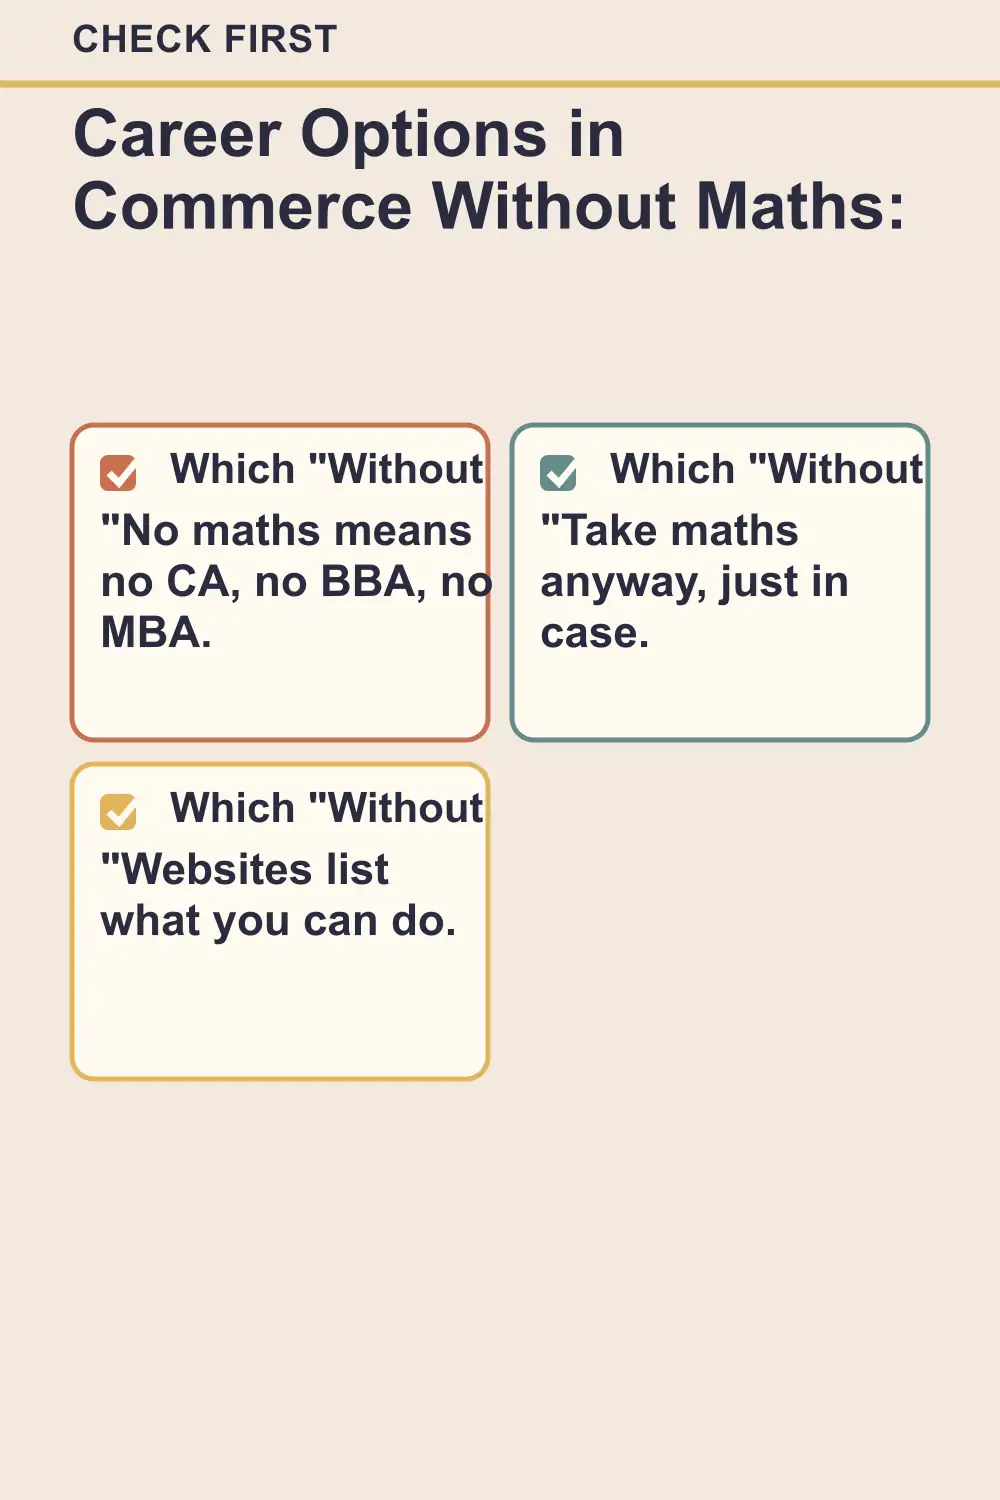 CHECK FIRST
Career Options in
Commerce Without Maths:
Which "Without
"No maths means
no CA, no BBA, no
MBA.
Which "Without
"Take maths
anyway, just in
case.
Which "Without
"Websites list
what you can do.